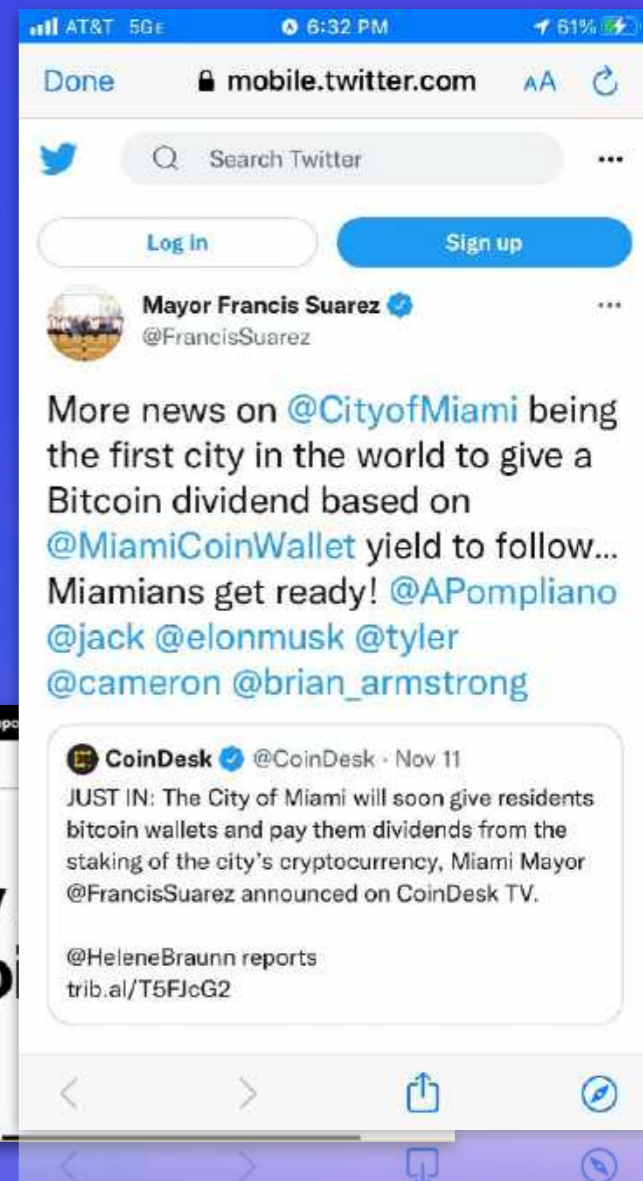 AT&T 5GE 6:32 PM 61%
Done mobile.twitter.com AA
Search Twitter
Log in Sign up
Mayor Francis Suarez
@FrancisSuarez
More news on @CityofMiami being
the first city in the world to give a
Bitcoin dividend based on
@MiamiCoinWallet yield to follow...
Miamians get ready! @APompliano
@jack @elonmusk @tyler
@cameron @brian_armstrong
CoinDesk @CoinDesk · Nov 11
JUST IN: The City of Miami will soon give residents
bitcoin wallets and pay them dividends from the
staking of the city's cryptocurrency, Miami Mayor
@FrancisSuarez announced on CoinDesk TV.
@HeleneBraunn reports
trib.al/T5FJcG2